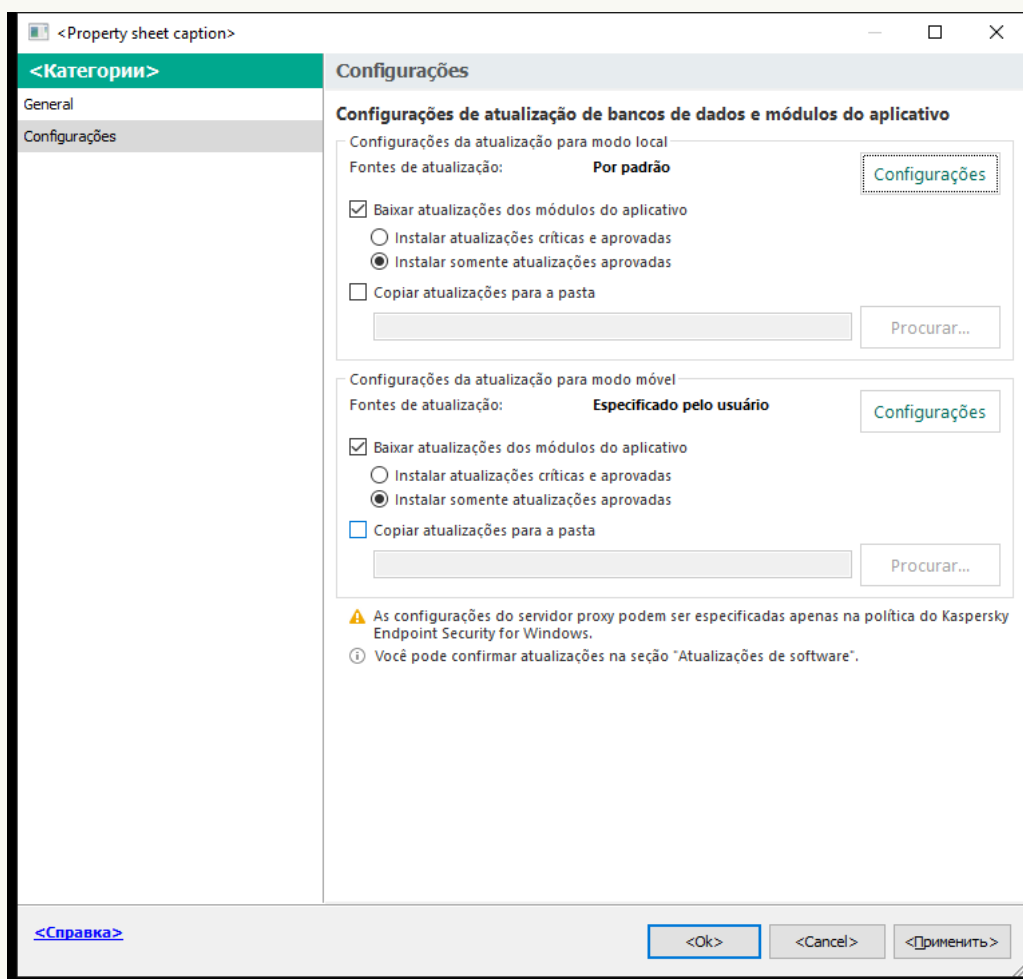 <Property sheet caption>
<Категории>
General
Configurações
Configurações
Configurações de atualização de bancos de dados e módulos do aplicativo
Configurações da atualização para modo local
Fontes de atualização: Por padrão Configurações
Baixar atualizações dos módulos do aplicativo
Instalar atualizações críticas e aprovadas
Instalar somente atualizações aprovadas
Copiar atualizações para a pasta
Procurar...
Configurações da atualização para modo móvel
Fontes de atualização: Especificado pelo usuário Configurações
Baixar atualizações dos módulos do aplicativo
Instalar atualizações críticas e aprovadas
Instalar somente atualizações aprovadas
Copiar atualizações para a pasta
Procurar...
As configurações do servidor proxy podem ser especificadas apenas na política do Kaspersky
Endpoint Security for Windows.
Você pode confirmar atualizações na seção "Atualizações de software".
<Справка>
<Ok> <Cancel> <Применить>